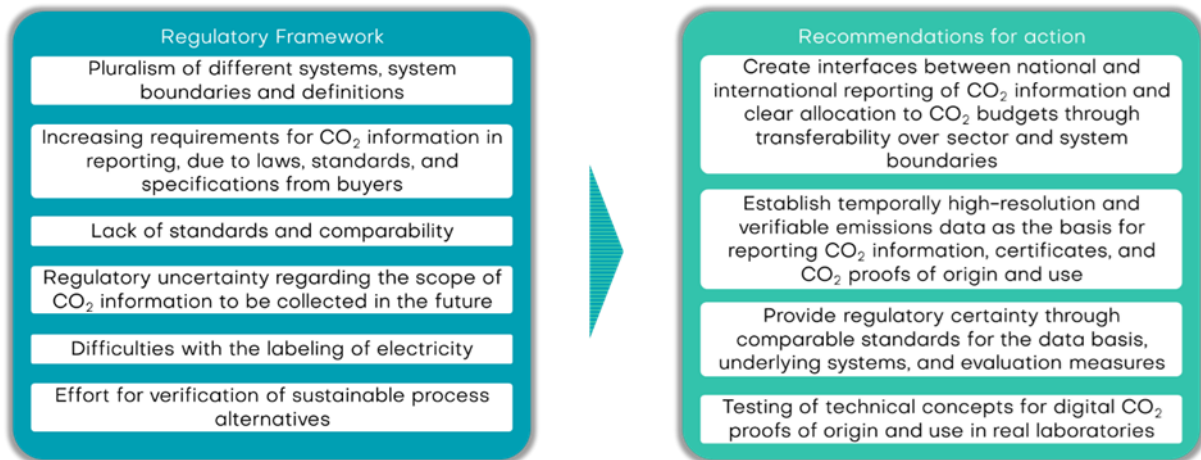 Regulatory Framework
Pluralism of different systems, system
boundaries and definitions
Increasing requirements for CO₂ information in
reporting, due to laws, standards, and
specifications from buyers
Lack of standards and comparability
Regulatory uncertainty regarding the scope of
CO₂ information to be collected in the future
Difficulties with the labeling of electricity
Effort for verification of sustainable process
alternatives
Recommendations for action
Create interfaces between national and
international reporting of CO₂ information and
clear allocation to CO₂ budgets through
transferability over sector and system
boundaries
Establish temporally high-resolution and
verifiable emissions data as the basis for
reporting CO₂ information, certificates, and
CO₂ proofs of origin and use
Provide regulatory certainty through
comparable standards for the data basis,
underlying systems, and evaluation measures
Testing of technical concepts for digital CO₂
proofs of origin and use in real laboratories